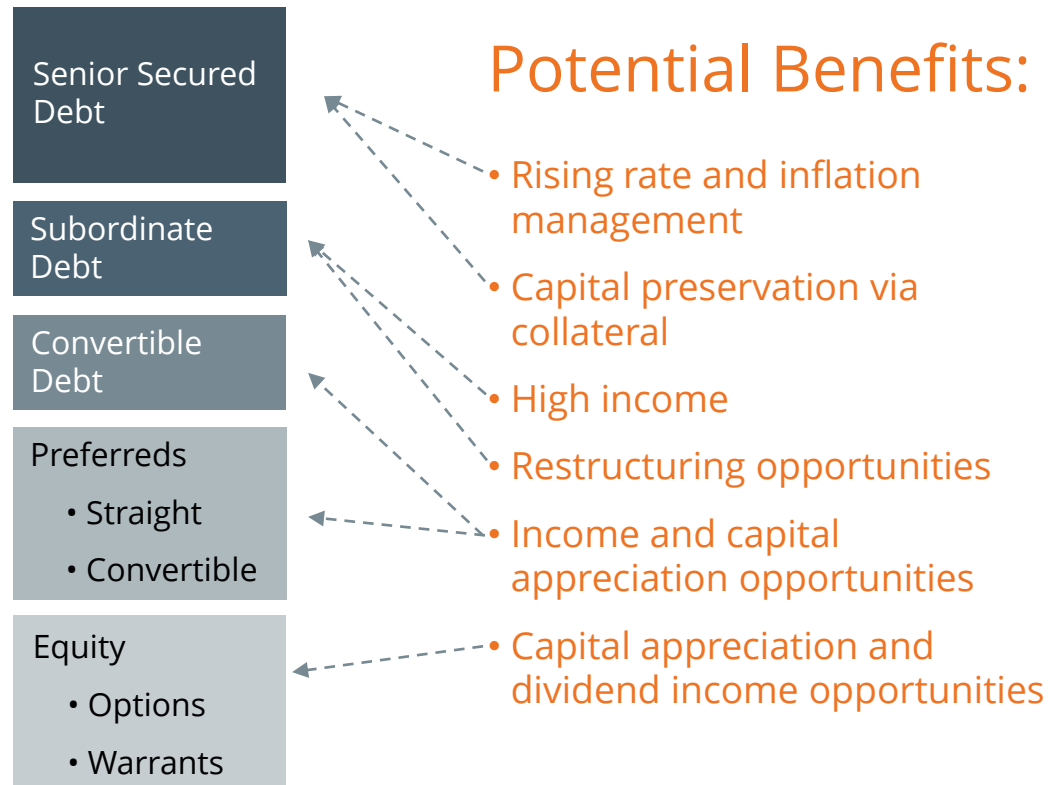 Senior Secured
Debt
Subordinate
Debt
Convertible
Debt
Preferreds
• Straight
• Convertible
Equity
• Options
• Warrants
Potential Benefits:
• Rising rate and inflation
management
• Capital preservation via
collateral
• High income
• Restructuring opportunities
• Income and capital
appreciation opportunities
• Capital appreciation and
dividend income opportunities